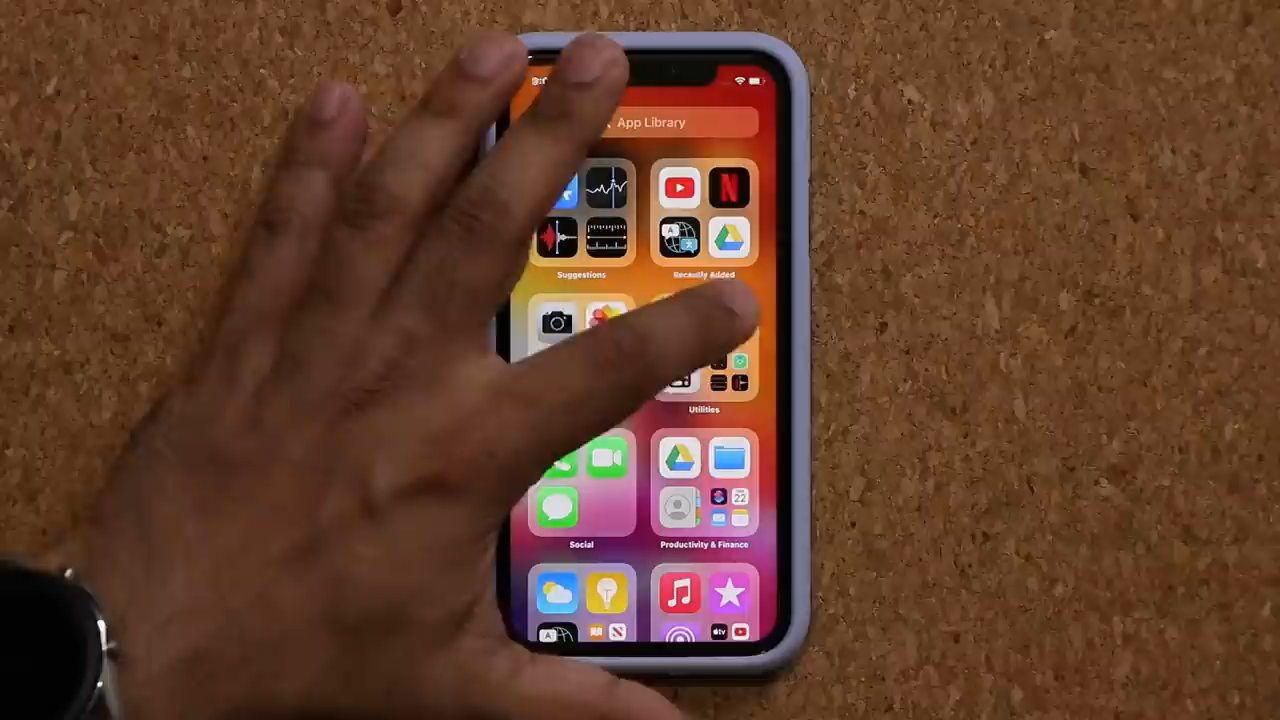 App Library
Suggestions
Recently Added
Utilities
22
Social
Productivity & Finance